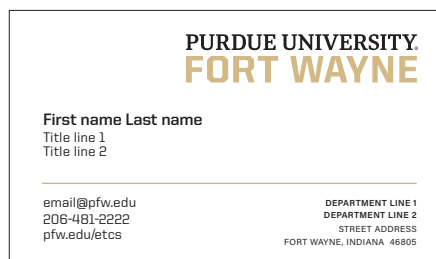 PURDUE UNIVERSITY®
FORT WAYNE
First name Last name
Title line 1
Title line 2
email@pfw.edu
206-481-2222
pfw.edu/etcs
DEPARTMENT LINE 1
DEPARTMENT LINE 2
STREET ADDRESS
FORT WAYNE, INDIANA 46805